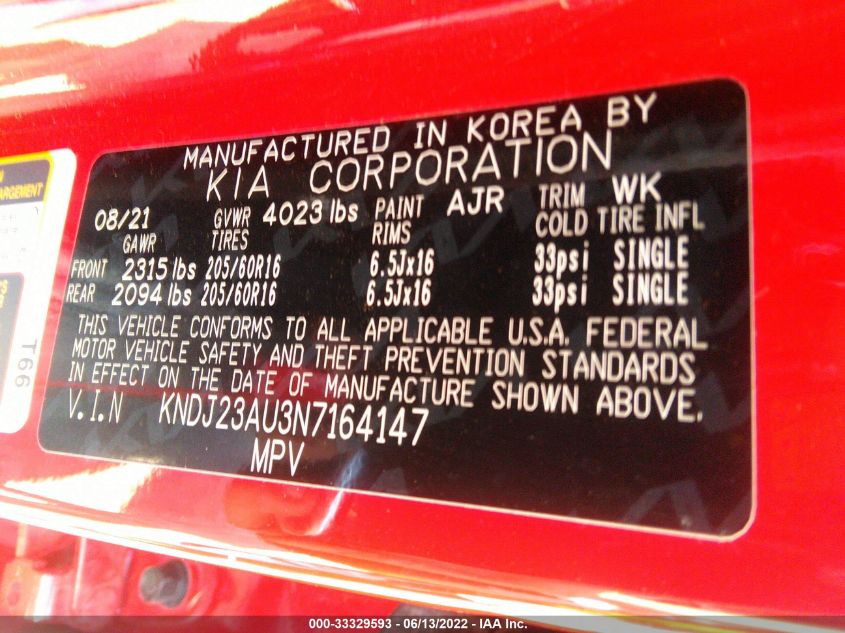 MANUFACTURED IN KOREA BY
KIA CORPORATION
08/21 GVWR 4023 lbs PAINT AJR TRIM WK
GAWR TIRES RIMS COLD TIRE INFL
FRONT 2315 lbs 205/60R16 6.5Jx16 33psi SINGLE
REAR 2094 lbs 205/60R16 6.5Jx16 33psi SINGLE
THIS VEHICLE CONFORMS TO ALL APPLICABLE U.S.A. FEDERAL
MOTOR VEHICLE SAFETY AND THEFT PREVENTION STANDARDS
IN EFFECT ON THE DATE OF MANUFACTURE SHOWN ABOVE.
V.I.N KNDJ23AU3N7164147
MPV
T66
000-33329593 - 06/13/2022 - IAA Inc.